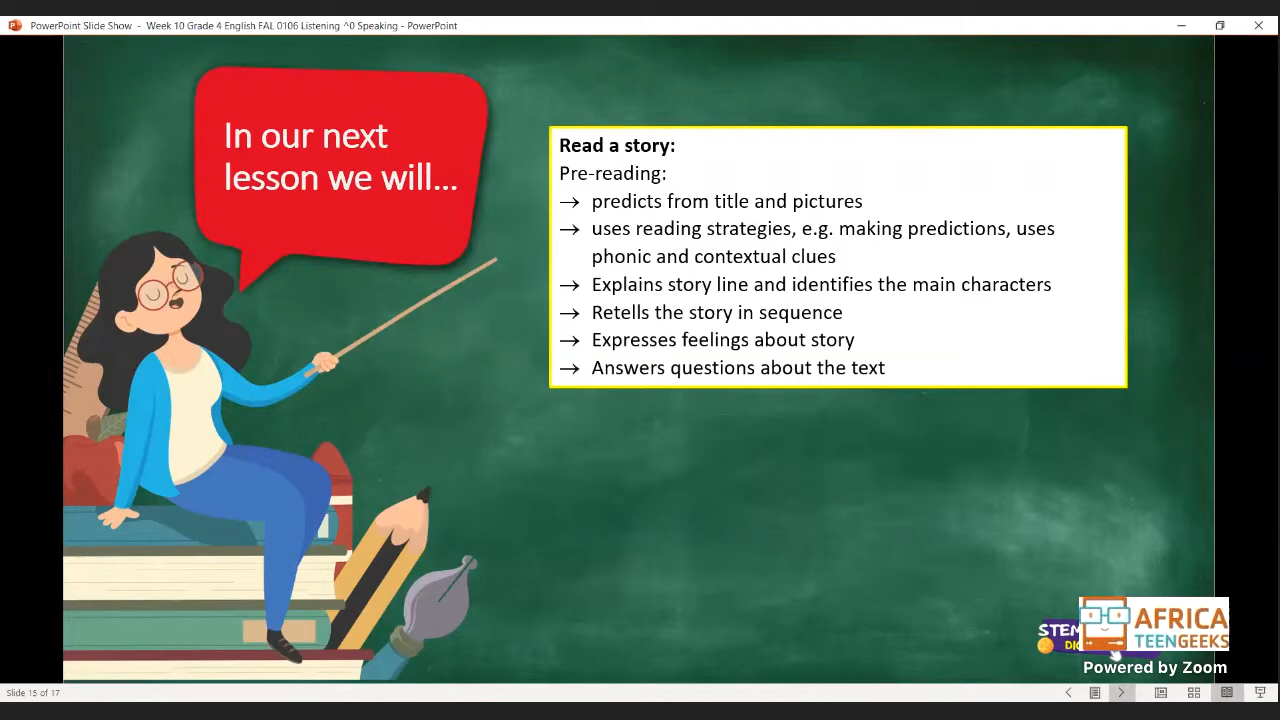 PowerPoint Slide Show - Week 10 Grade 4 English FAL 0106 Listening ^0 Speaking - PowerPoint
In our next
lesson we will...
Read a story:
Pre-reading:
→ predicts from title and pictures
→ uses reading strategies, e.g. making predictions, uses
phonic and contextual clues
→ Explains story line and identifies the main characters
→ Retells the story in sequence
→ Expresses feelings about story
→ Answers questions about the text
STEM
AFRICA
TEENGEEKS
Powered by Zoom
Slide 15 of 17